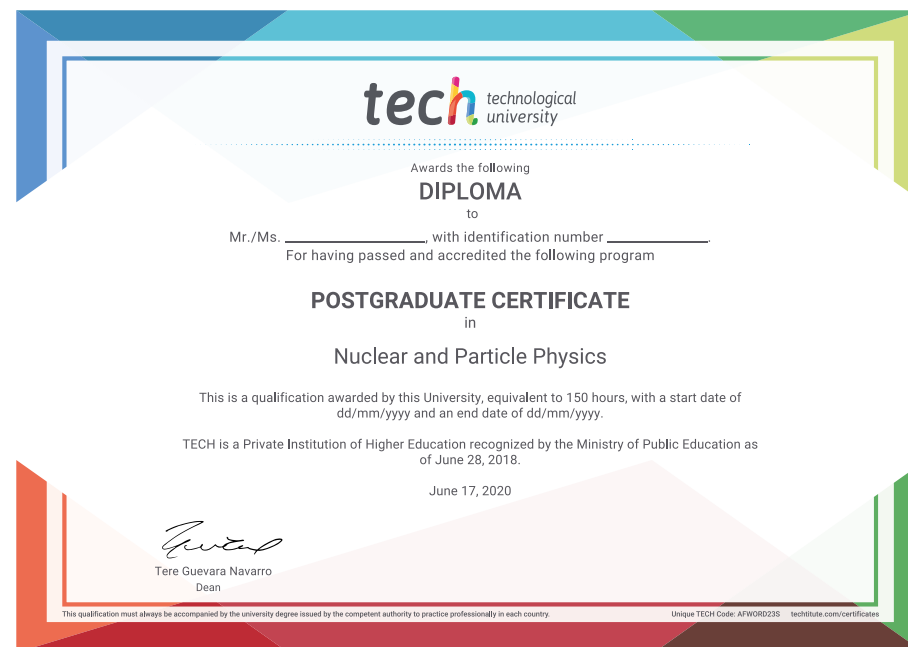 tech technological
university
Awards the following
DIPLOMA
to
Mr./Ms. ____________________, with identification number __________________.
For having passed and accredited the following program
POSTGRADUATE CERTIFICATE
in
Nuclear and Particle Physics
This is a qualification awarded by this University, equivalent to 150 hours, with a start date of
dd/mm/yyyy and an end date of dd/mm/yyyy.
TECH is a Private Institution of Higher Education recognized by the Ministry of Public Education as
of June 28, 2018.
June 17, 2020
Tere Guevara Navarro
Dean
This qualification must always be accompanied by the university degree issued by the competent authority to practice professionally in each country. Unique TECH Code: AFWORD23S techtitute.com/certificates